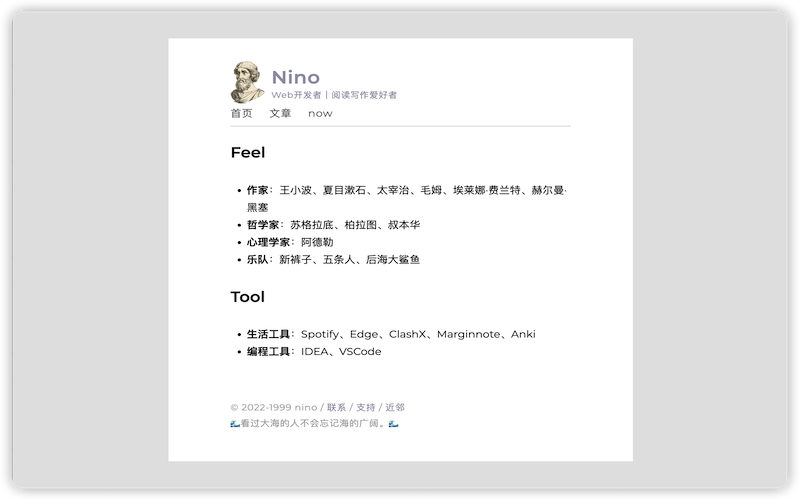 Nino
Web开发者丨阅读写作爱好者
首页 文章 now
Feel
• 作家：王小波、夏目漱石、太宰治、毛姆、埃莱娜·费兰特、赫尔曼·
黑塞
• 哲学家：苏格拉底、柏拉图、叔本华
• 心理学家：阿德勒
• 乐队：新裤子、五条人、后海大鲨鱼
Tool
• 生活工具：Spotify、Edge、ClashX、Marginnote、Anki
• 编程工具：IDEA、VSCode
© 2022-1999 nino / 联系 / 支持 / 近邻
🌊看过大海的人不会忘记海的广阔。🌊